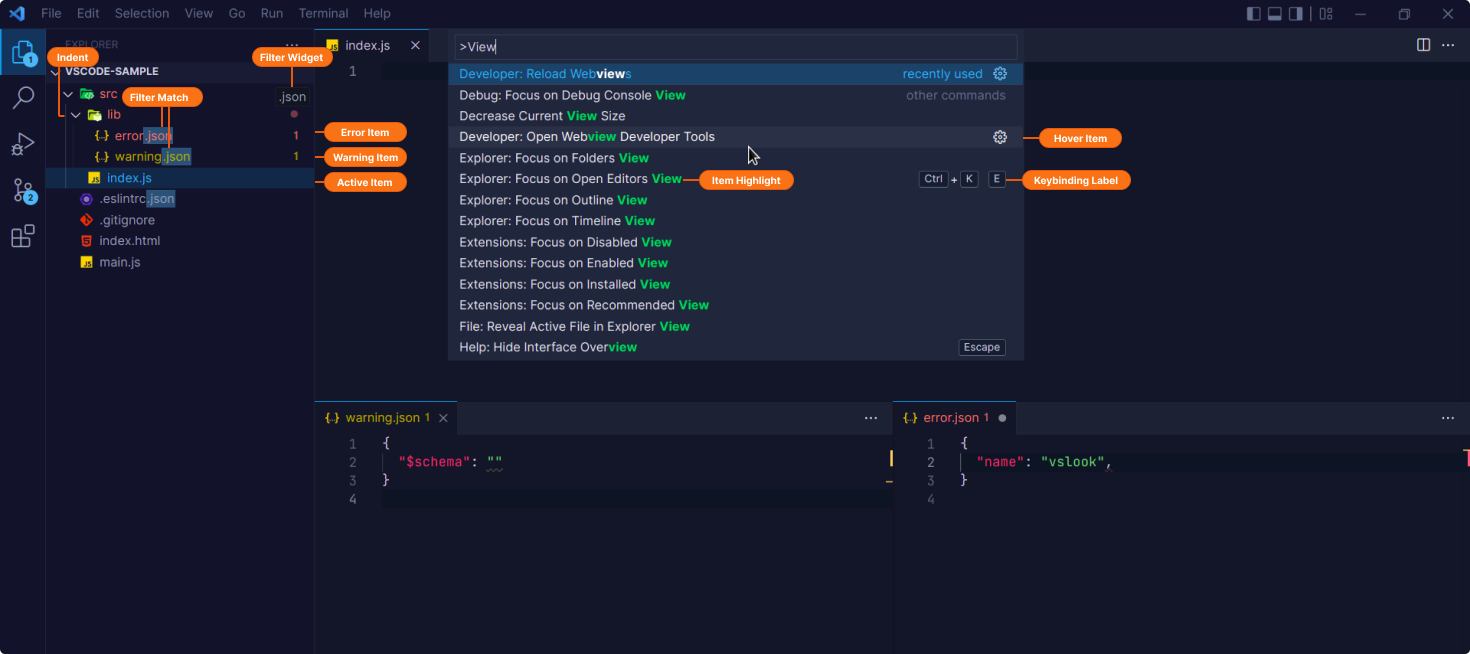 File Edit Selection View Go Run Terminal Help
EXPLORER ...
Indent
Filter Widget
VSCODE-SAMPLE
src
Filter Match
.json
lib
error.json 1
Error Item
warning.json 1
Warning Item
index.js
Active Item
.eslintrc.json
.gitignore
index.html
JS main.js
1
2
JS index.js
1
>View
Developer: Reload Webviews recently used
Debug: Focus on Debug Console View other commands
Decrease Current View Size
Developer: Open Webview Developer Tools
Hover Item
Explorer: Focus on Folders View
Explorer: Focus on Open Editors View Item Highlight Ctrl + K E Keybinding Label
Explorer: Focus on Outline View
Explorer: Focus on Timeline View
Extensions: Focus on Disabled View
Extensions: Focus on Enabled View
Extensions: Focus on Installed View
Extensions: Focus on Recommended View
File: Reveal Active File in Explorer View
Help: Hide Interface Overview Escape
{..} warning.json 1 ...
1 {
2 "$schema": ""
3 }
4
{..} error.json 1 ...
1 {
2 "name": "vslook",
3 }
4